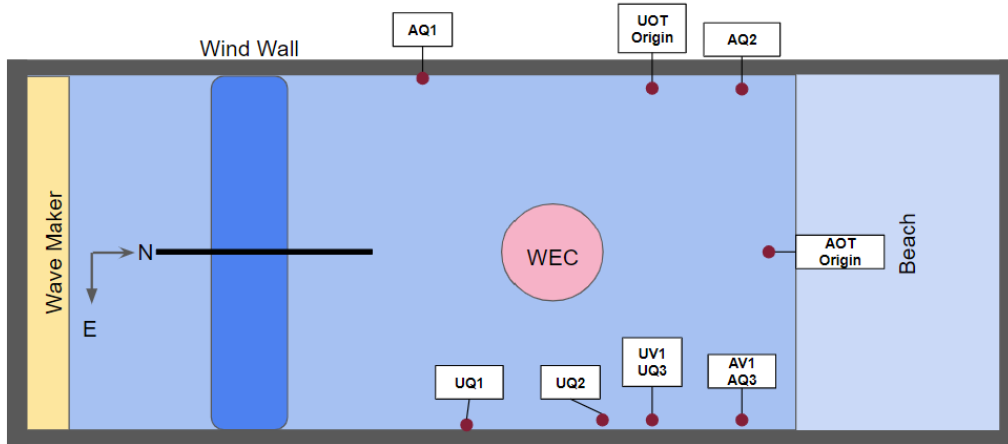 AQ1
UOT
Origin
AQ2
Wind Wall
Wave Maker
N
E
WEC
AOT
Origin
Beach
UQ1
UQ2
UV1
UQ3
AV1
AQ3